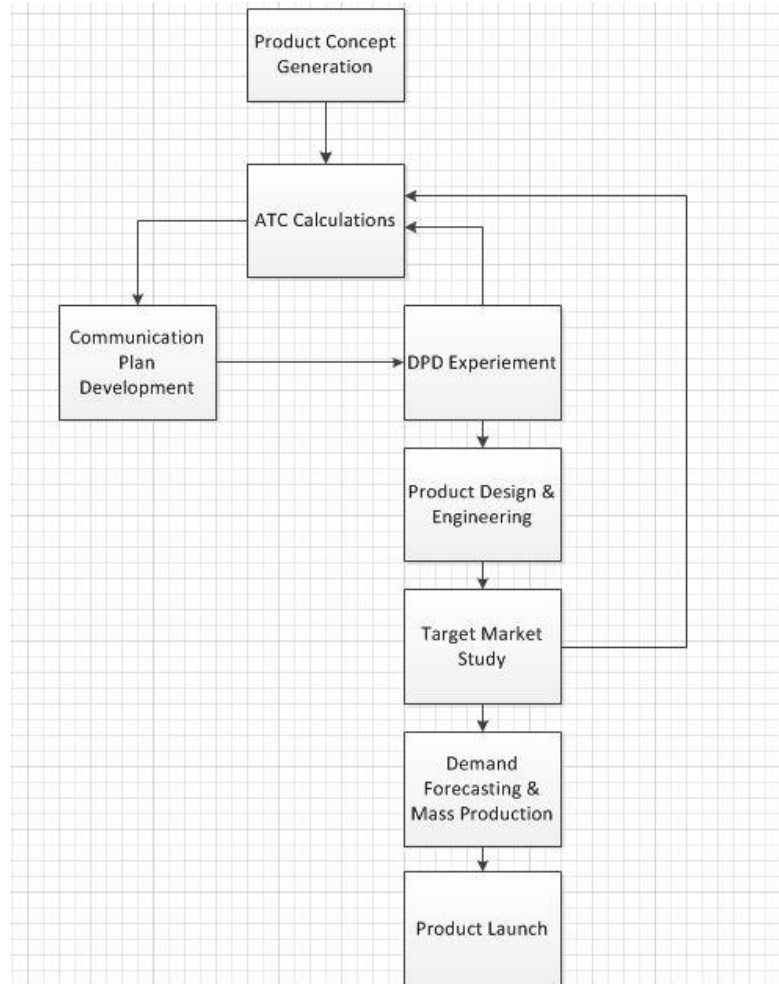 Product Concept
Generation
ATC Calculations
Communication
Plan
Development
DPD Experiement
Product Design &
Engineering
Target Market
Study
Demand
Forecasting &
Mass Production
Product Launch